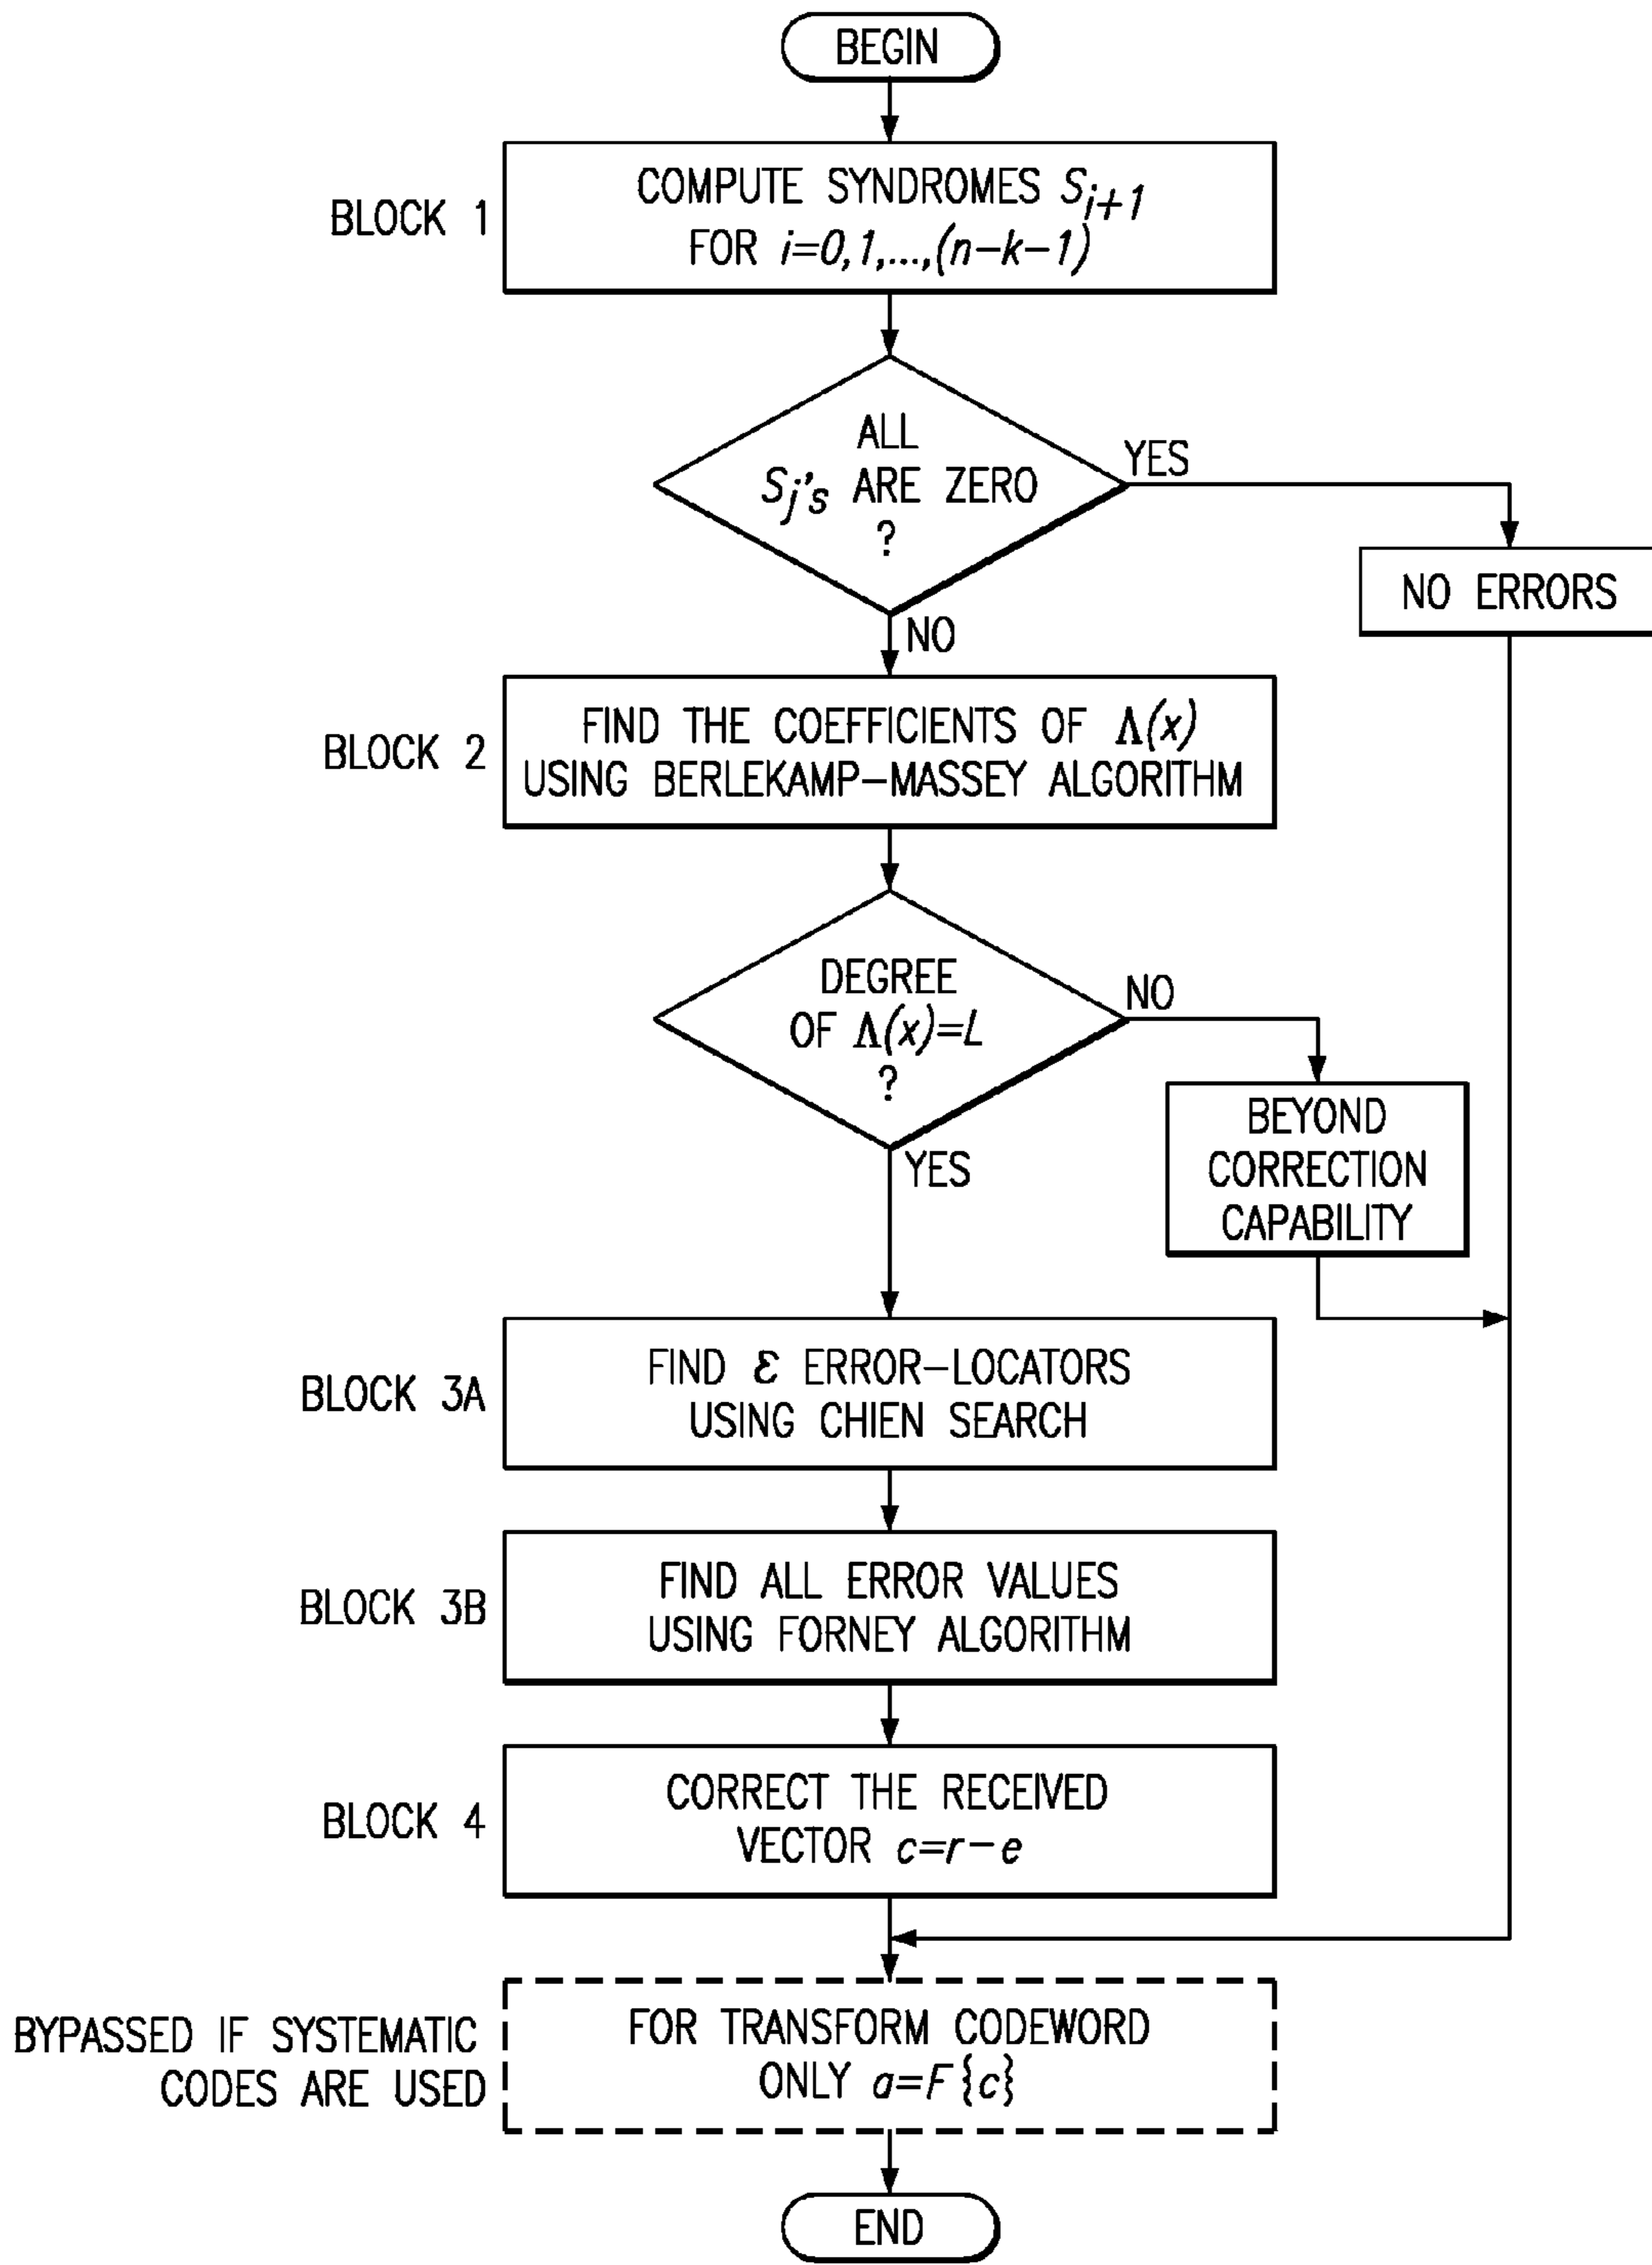 BEGIN
BLOCK 1
COMPUTE SYNDROMES S_{i+1}
FOR i=0,1,...,(n-k-1)
ALL
S_j's ARE ZERO
?
YES
NO ERRORS
NO
BLOCK 2
FIND THE COEFFICIENTS OF Λ(x)
USING BERLEKAMP-MASSEY ALGORITHM
DEGREE
OF Λ(x)=L
?
NO
BEYOND
CORRECTION
CAPABILITY
YES
BLOCK 3A
FIND ε ERROR-LOCATORS
USING CHIEN SEARCH
BLOCK 3B
FIND ALL ERROR VALUES
USING FORNEY ALGORITHM
BLOCK 4
CORRECT THE RECEIVED
VECTOR c=r-e
BYPASSED IF SYSTEMATIC
CODES ARE USED
FOR TRANSFORM CODEWORD
ONLY a=F{c}
END